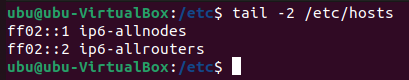 ubu@ubu-VirtualBox:/etc$ tail -2 /etc/hosts
ff02::1 ip6-allnodes
ff02::2 ip6-allrouters
ubu@ubu-VirtualBox:/etc$